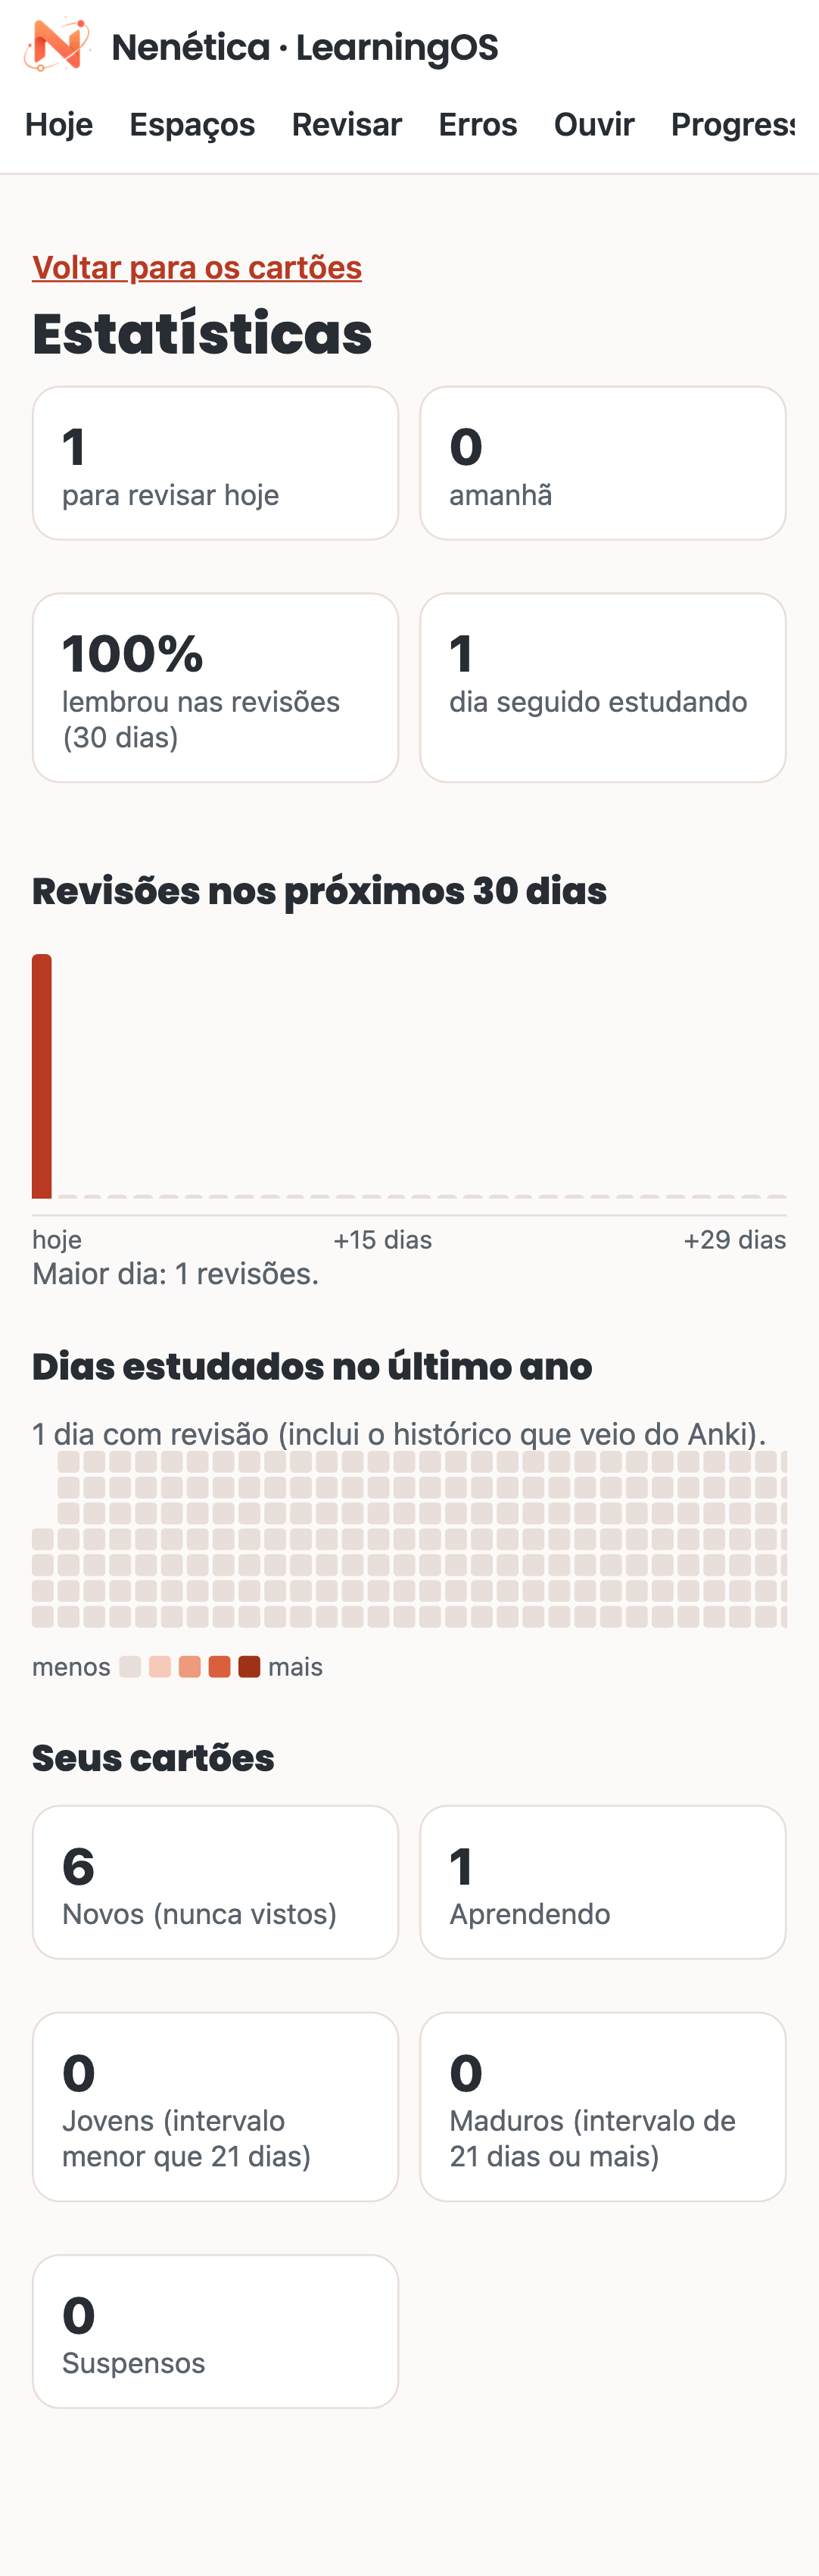 Nenética · LearningOS
Hoje Espaços Revisar Erros Ouvir Progress
Voltar para os cartões
Estatísticas
1
para revisar hoje
0
amanhã
100%
lembrou nas revisões
(30 dias)
1
dia seguido estudando
Revisões nos próximos 30 dias
hoje +15 dias +29 dias
Maior dia: 1 revisões.
Dias estudados no último ano
1 dia com revisão (inclui o histórico que veio do Anki).
menos mais
Seus cartões
6
Novos (nunca vistos)
1
Aprendendo
0
Jovens (intervalo
menor que 21 dias)
0
Maduros (intervalo de
21 dias ou mais)
0
Suspensos